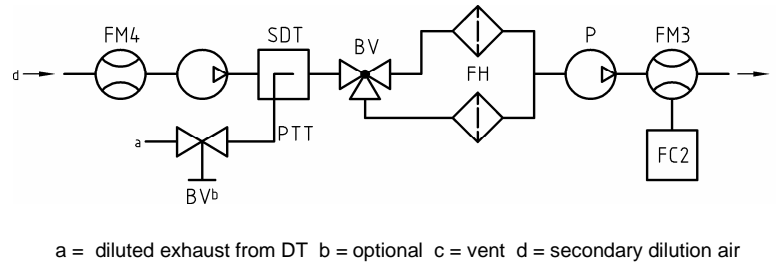 FM4
SDT
BV
P
FM3
d
FH
a
PTT
BVb
FC2
a = diluted exhaust from DT b = optional c = vent d = secondary dilution air